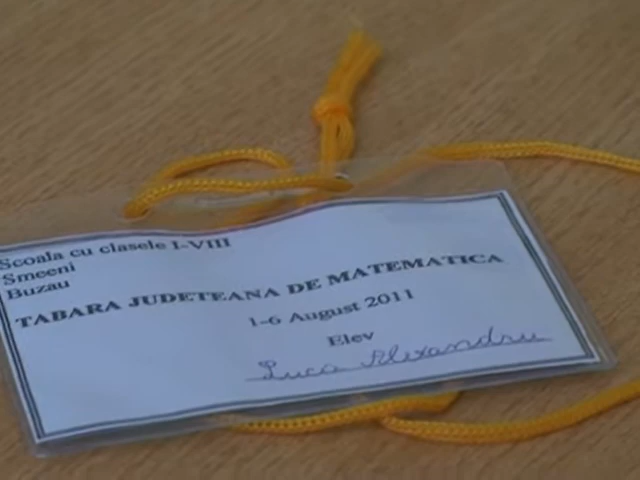 Scoala cu clasele I-VIII
Smeeni
Buzau
TABARA JUDETEANA DE MATEMATICA
1-6 August 2011
Elev
Luca Alexandru